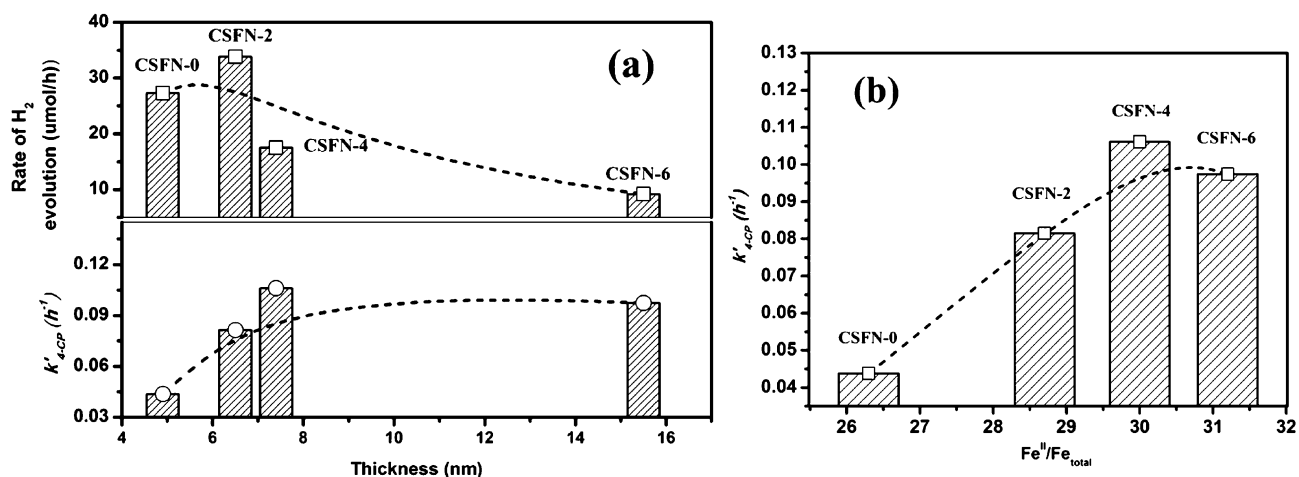 (a)
Rate of H2
evolution (umol/h))
40
30
20
10
CSFN-0
CSFN-2
CSFN-4
CSFN-6
k'4-CP (h-1)
0.12
0.09
0.06
0.03
4 6 8 10 12 14 16
Thickness (nm)
(b)
k'4-CP (h-1)
0.13
0.12
0.11
0.10
0.09
0.08
0.07
0.06
0.05
0.04
CSFN-0
CSFN-2
CSFN-4
CSFN-6
26 27 28 29 30 31 32
FeII/Fetotal